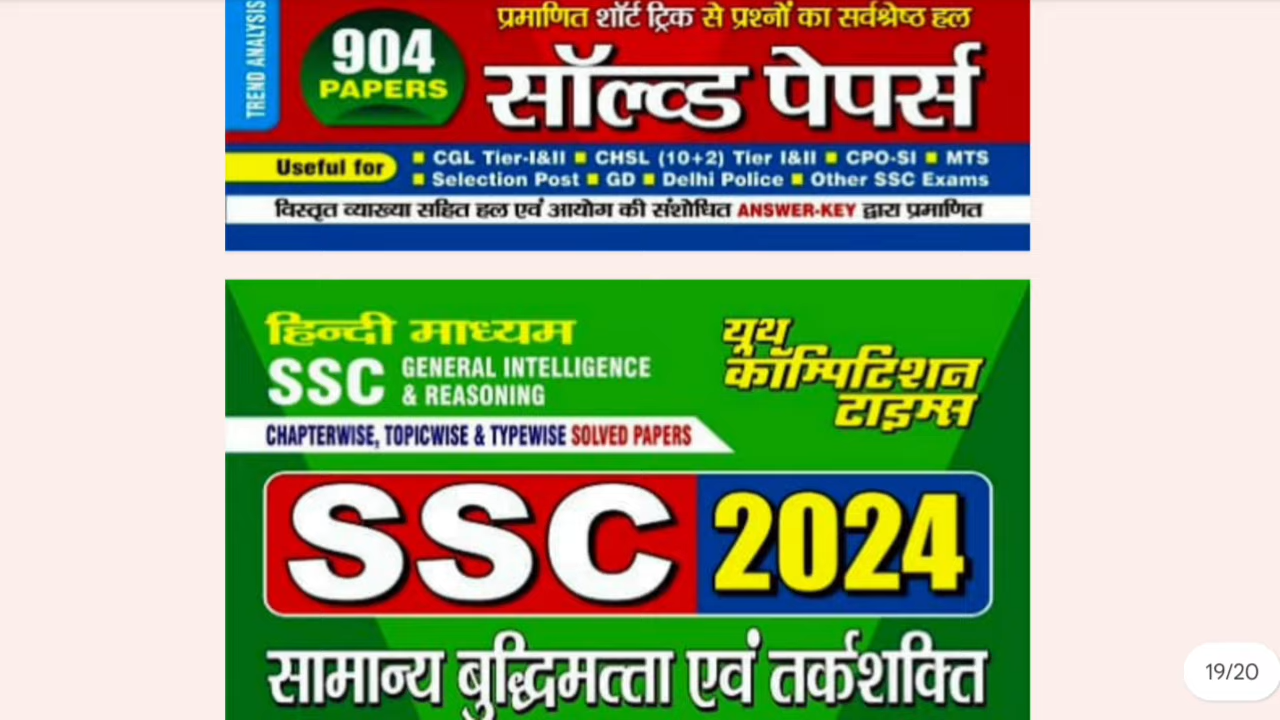 TREND ANALYSIS
प्रमाणित शॉर्ट ट्रिक से प्रश्नों का सर्वश्रेष्ठ हल
904
PAPERS
सॉल्व्ड पेपर्स
Useful for
CGL Tier-I&II ■ CHSL (10+2) Tier I&II ■ CPO-SI ■ MTS
Selection Post ■ GD ■ Delhi Police ■ Other SSC Exams
विस्तृत व्याख्या सहित हल एवं आयोग की संशोधित ANSWER-KEY द्वारा प्रमाणित
हिन्दी माध्यम
SSC GENERAL INTELLIGENCE
& REASONING
यूथ
कॉम्पिटिशन
टाइम्स
CHAPTERWISE, TOPICWISE & TYPEWISE SOLVED PAPERS
SSC 2024
सामान्य बुद्धिमत्ता एवं तर्कशक्ति
19/20